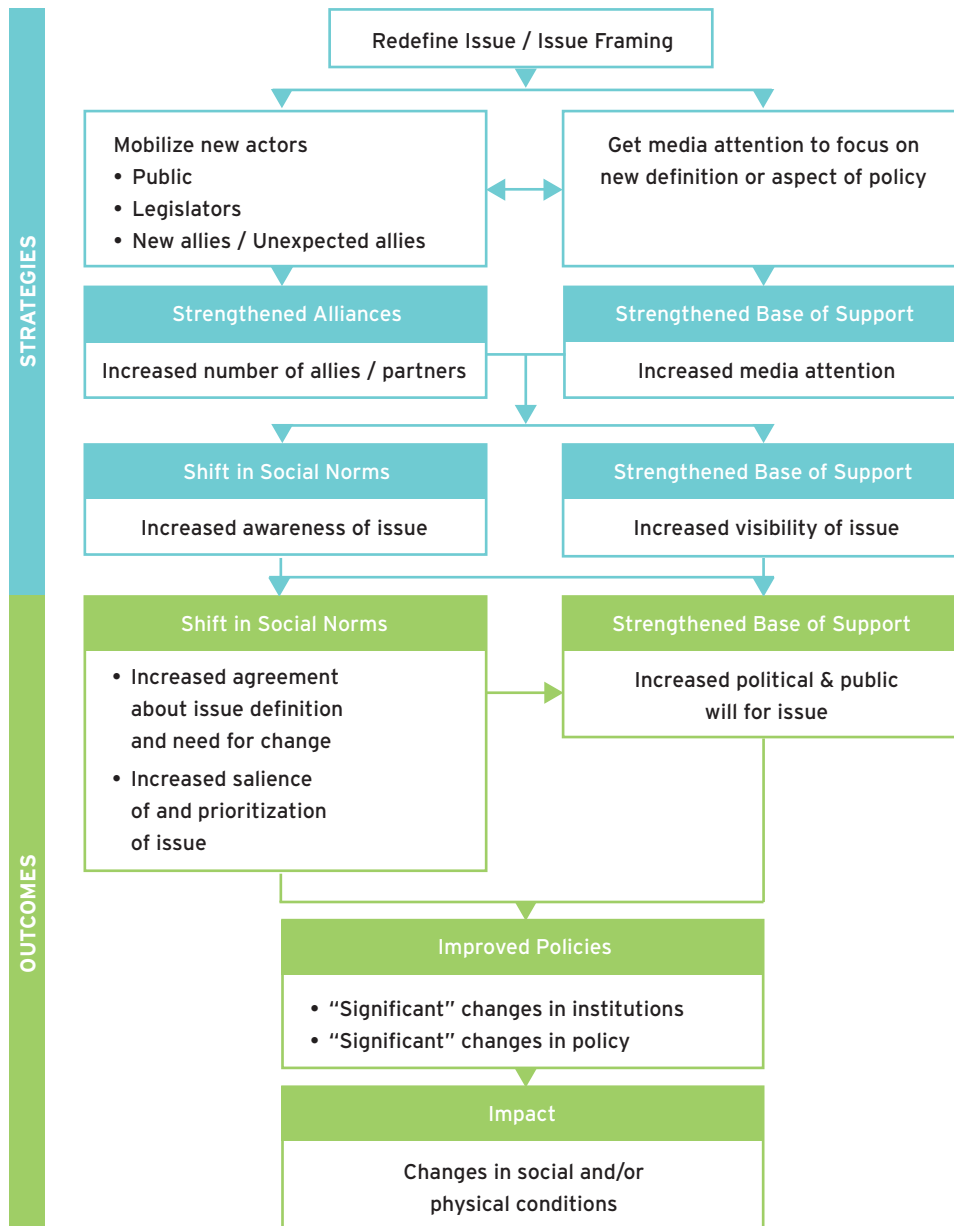 Redefine Issue / Issue Framing
STRATEGIES
Mobilize new actors
• Public
• Legislators
• New allies / Unexpected allies
Get media attention to focus on
new definition or aspect of policy
Strengthened Alliances
Increased number of allies / partners
Strengthened Base of Support
Increased media attention
Shift in Social Norms
Increased awareness of issue
Strengthened Base of Support
Increased visibility of issue
OUTCOMES
Shift in Social Norms
• Increased agreement
about issue definition
and need for change
• Increased salience
of and prioritization
of issue
Strengthened Base of Support
Increased political & public
will for issue
Improved Policies
• “Significant” changes in institutions
• “Significant” changes in policy
Impact
Changes in social and/or
physical conditions